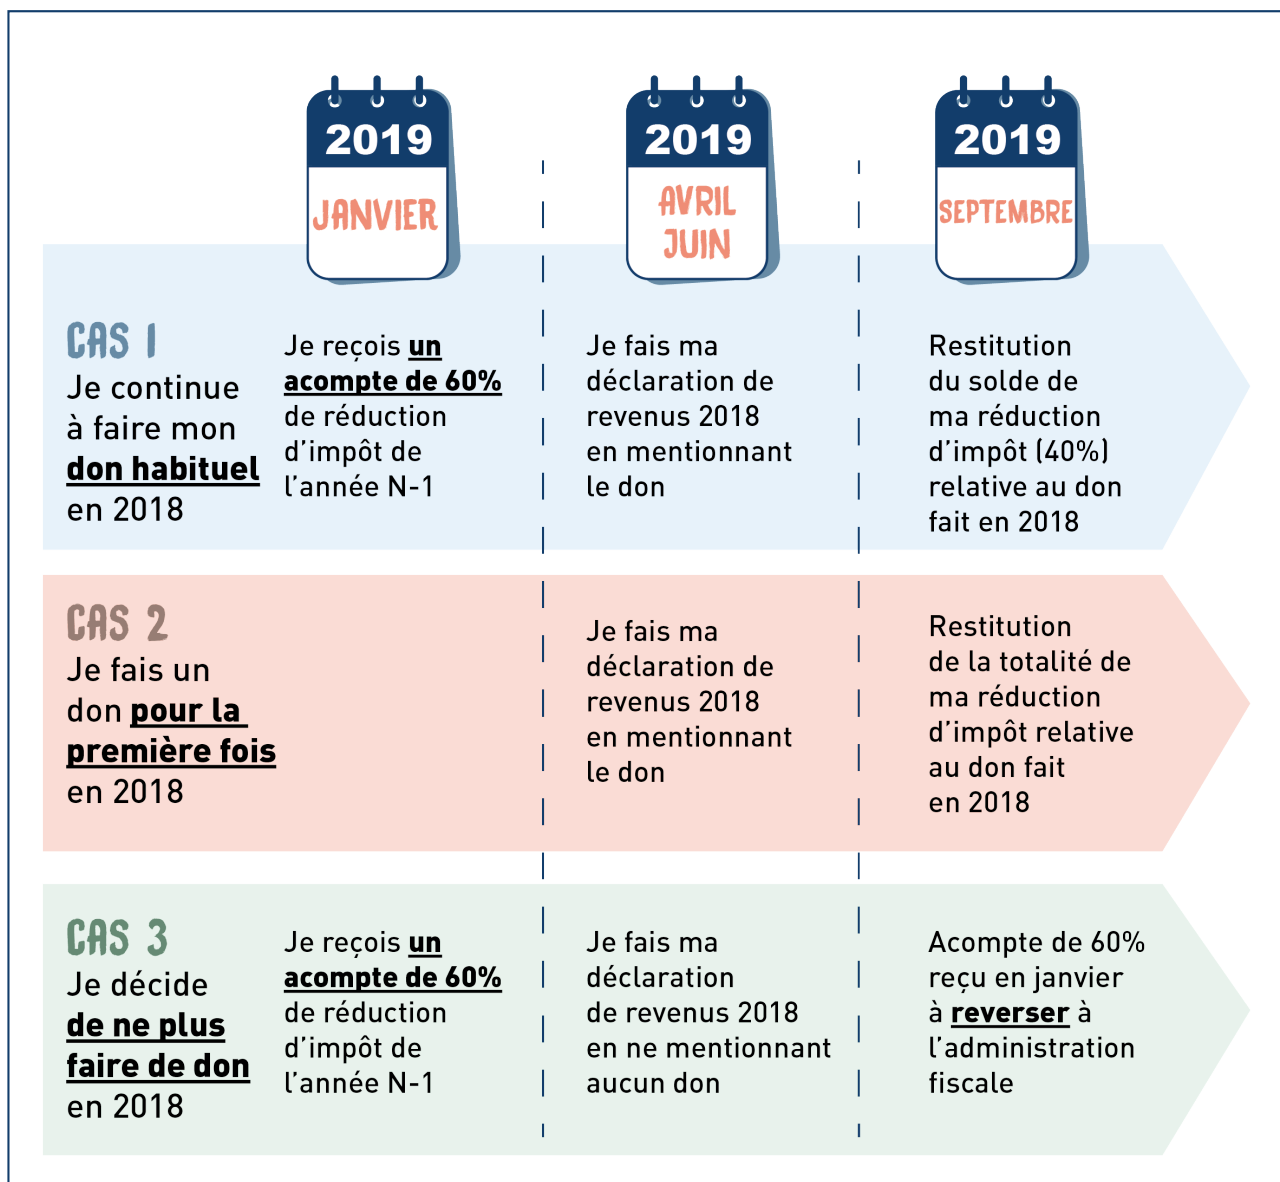 2019
JANVIER
2019
AVRIL
JUIN
2019
SEPTEMBRE
CAS 1
Je continue
à faire mon
don habituel
en 2018
Je reçois un
acompte de 60%
de réduction
d’impôt de
l’année N-1
Je fais ma
déclaration de
revenus 2018
en mentionnant
le don
Restitution
du solde de
ma réduction
d’impôt (40%)
relative au don
fait en 2018
CAS 2
Je fais un
don pour la
première fois
en 2018
Je fais ma
déclaration de
revenus 2018
en mentionnant
le don
Restitution
de la totalité de
ma réduction
d’impôt relative
au don fait
en 2018
CAS 3
Je décide
de ne plus
faire de don
en 2018
Je reçois un
acompte de 60%
de réduction
d’impôt de
l’année N-1
Je fais ma
déclaration
de revenus 2018
en ne mentionnant
aucun don
Acompte de 60%
reçu en janvier
à reverser à
l’administration
fiscale